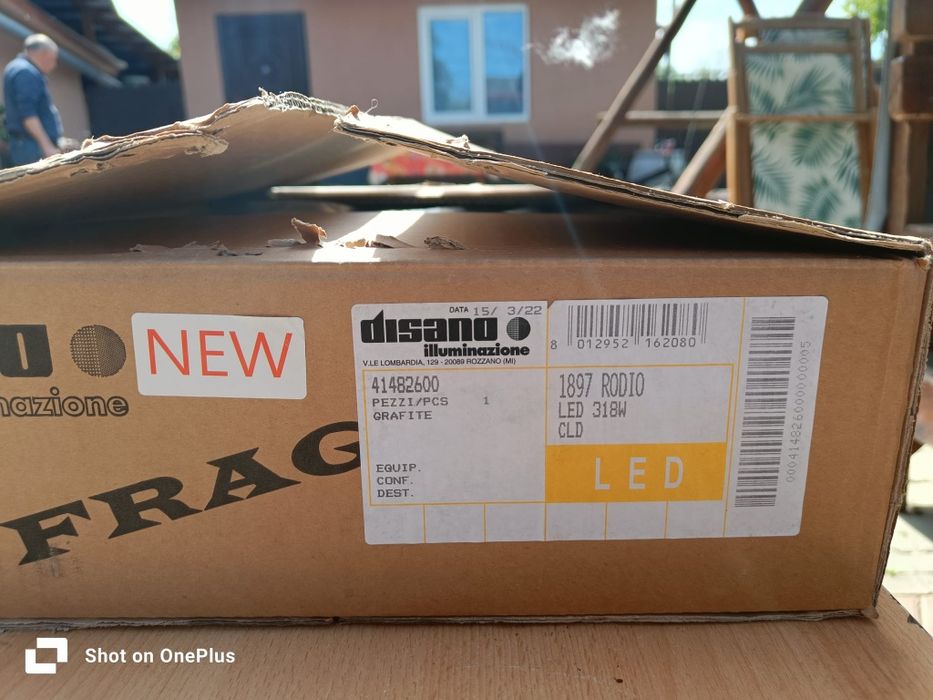 NEW
FRAG
DATA 15/ 3/22
disano
illuminazione
V.LE LOMBARDIA, 129 - 20089 ROZZANO (MI)
8 012952 162080
41482600
PEZZI/PCS 1
GRAFITE
1897 RODIO
LED 318W
CLD
LED
EQUIP.
CONF.
DEST.
o
nazione
Shot on OnePlus